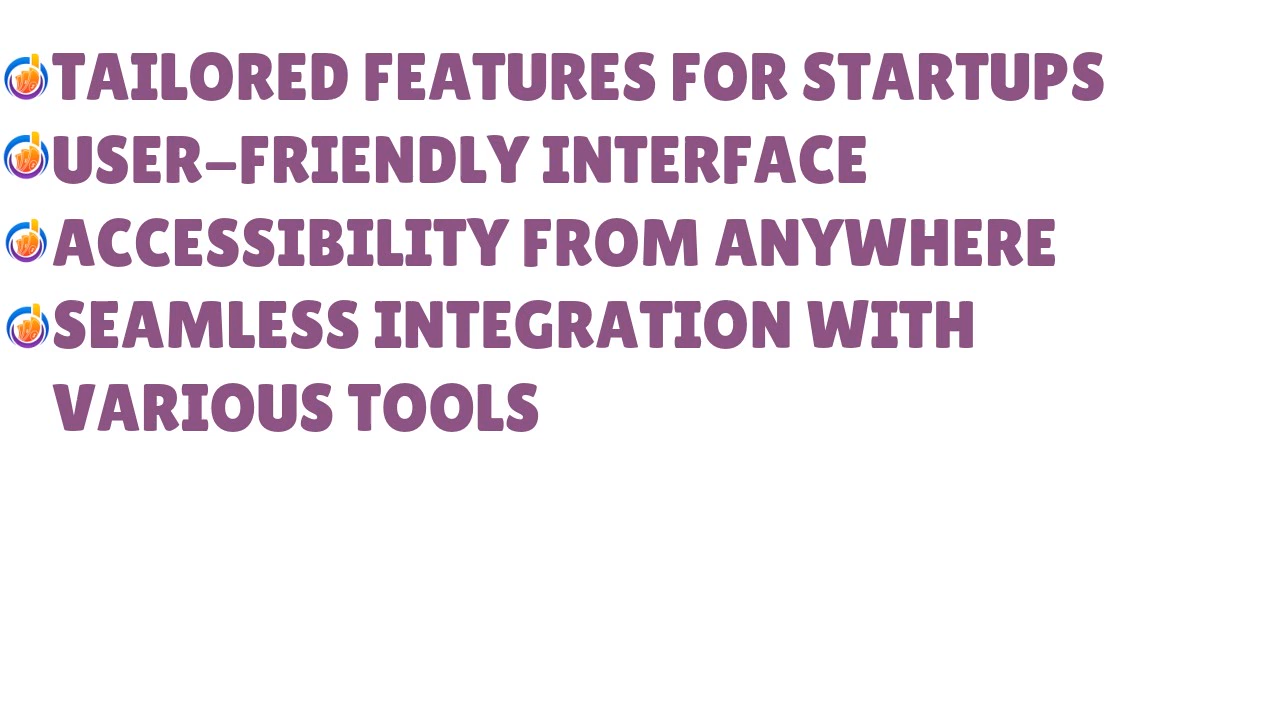 TAILORED FEATURES FOR STARTUPS
USER-FRIENDLY INTERFACE
ACCESSIBILITY FROM ANYWHERE
SEAMLESS INTEGRATION WITH
VARIOUS TOOLS